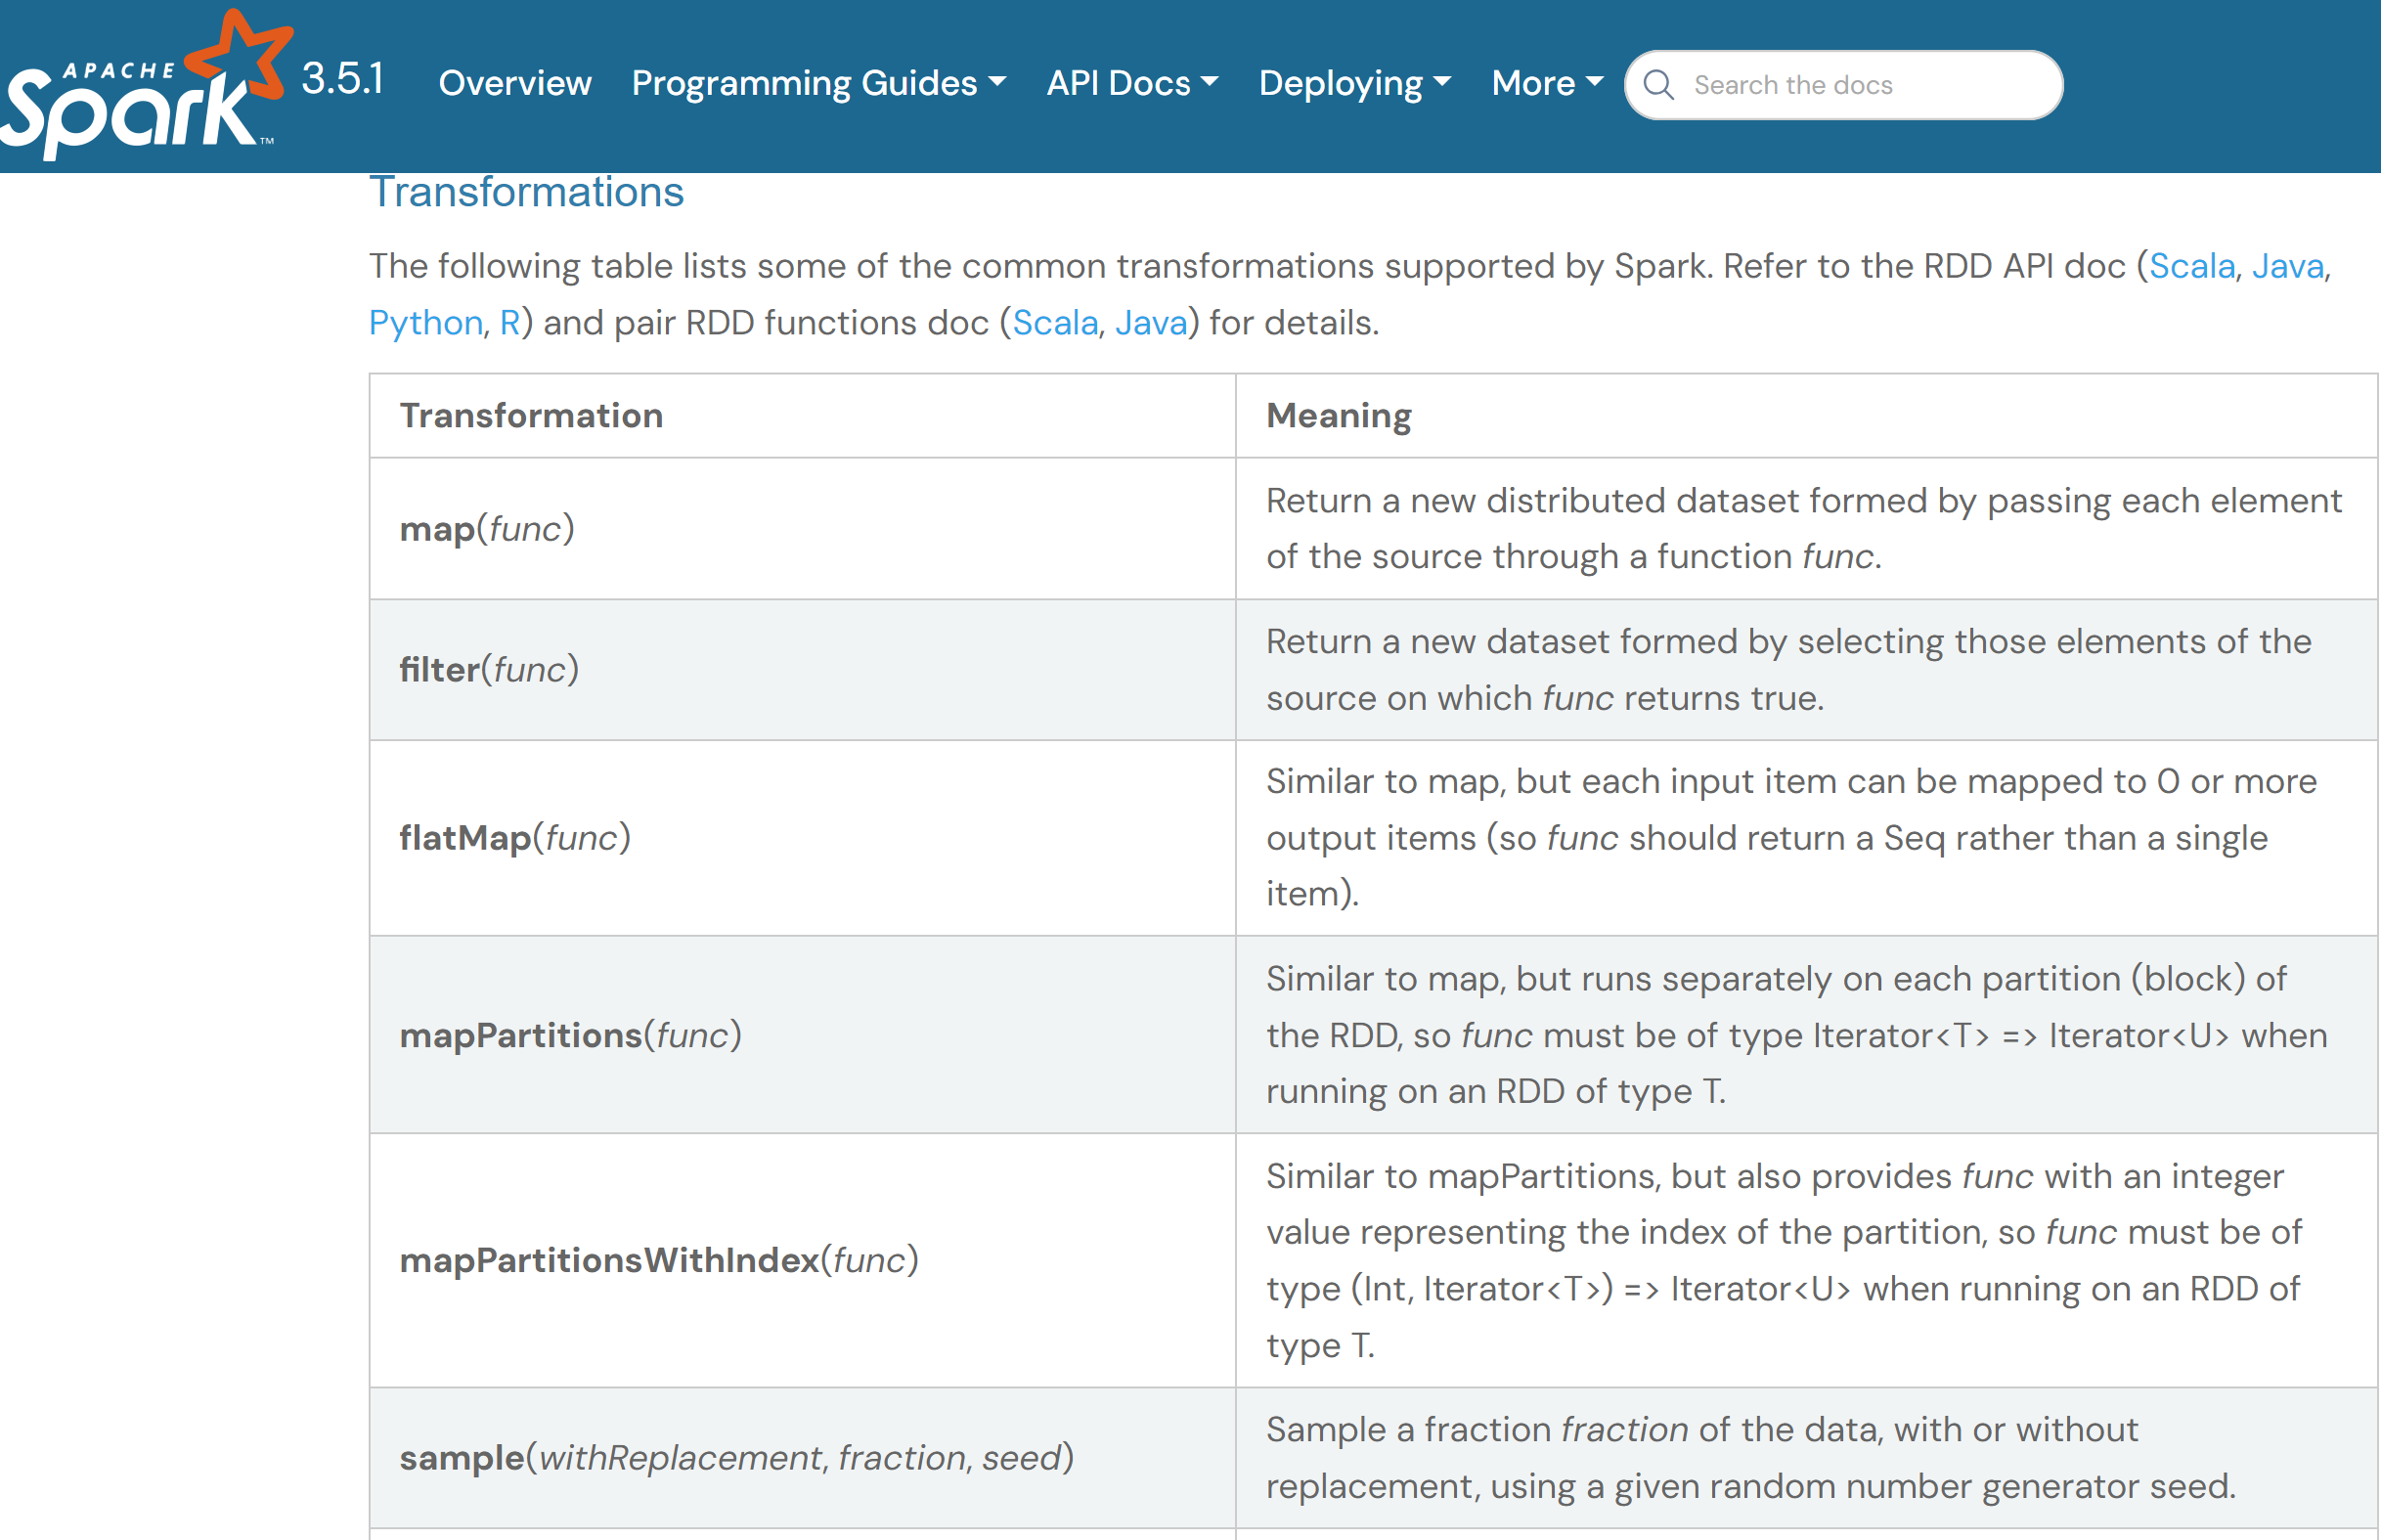 APACHE
Spark™ 3.5.1 Overview Programming Guides API Docs Deploying More Search the docs
Transformations
The following table lists some of the common transformations supported by Spark. Refer to the RDD API doc (Scala, Java,
Python, R) and pair RDD functions doc (Scala, Java) for details.
Transformation Meaning
map(func)
Return a new distributed dataset formed by passing each element
of the source through a function func.
filter(func)
Return a new dataset formed by selecting those elements of the
source on which func returns true.
flatMap(func)
Similar to map, but each input item can be mapped to 0 or more
output items (so func should return a Seq rather than a single
item).
mapPartitions(func)
Similar to map, but runs separately on each partition (block) of
the RDD, so func must be of type Iterator<T> => Iterator<U> when
running on an RDD of type T.
mapPartitionsWithIndex(func)
Similar to mapPartitions, but also provides func with an integer
value representing the index of the partition, so func must be of
type (Int, Iterator<T>) => Iterator<U> when running on an RDD of
type T.
sample(withReplacement, fraction, seed)
Sample a fraction fraction of the data, with or without
replacement, using a given random number generator seed.